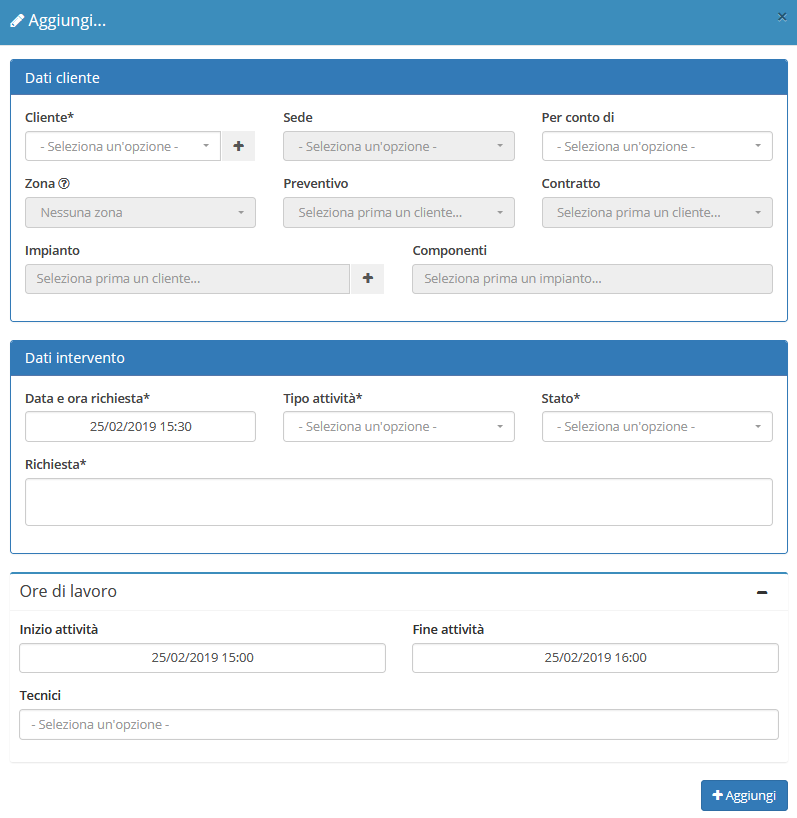 Aggiungi...
×
Dati cliente
Cliente* Sede Per conto di
- Seleziona un'opzione - + - Seleziona un'opzione - - Seleziona un'opzione -
Zona Preventivo Contratto
Nessuna zona Seleziona prima un cliente... Seleziona prima un cliente...
Impianto Componenti
Seleziona prima un cliente... + Seleziona prima un impianto...
Dati intervento
Data e ora richiesta* Tipo attività* Stato*
25/02/2019 15:30 - Seleziona un'opzione - - Seleziona un'opzione -
Richiesta*
Ore di lavoro
Inizio attività Fine attività
25/02/2019 15:00 25/02/2019 16:00
Tecnici
- Seleziona un'opzione -
+ Aggiungi